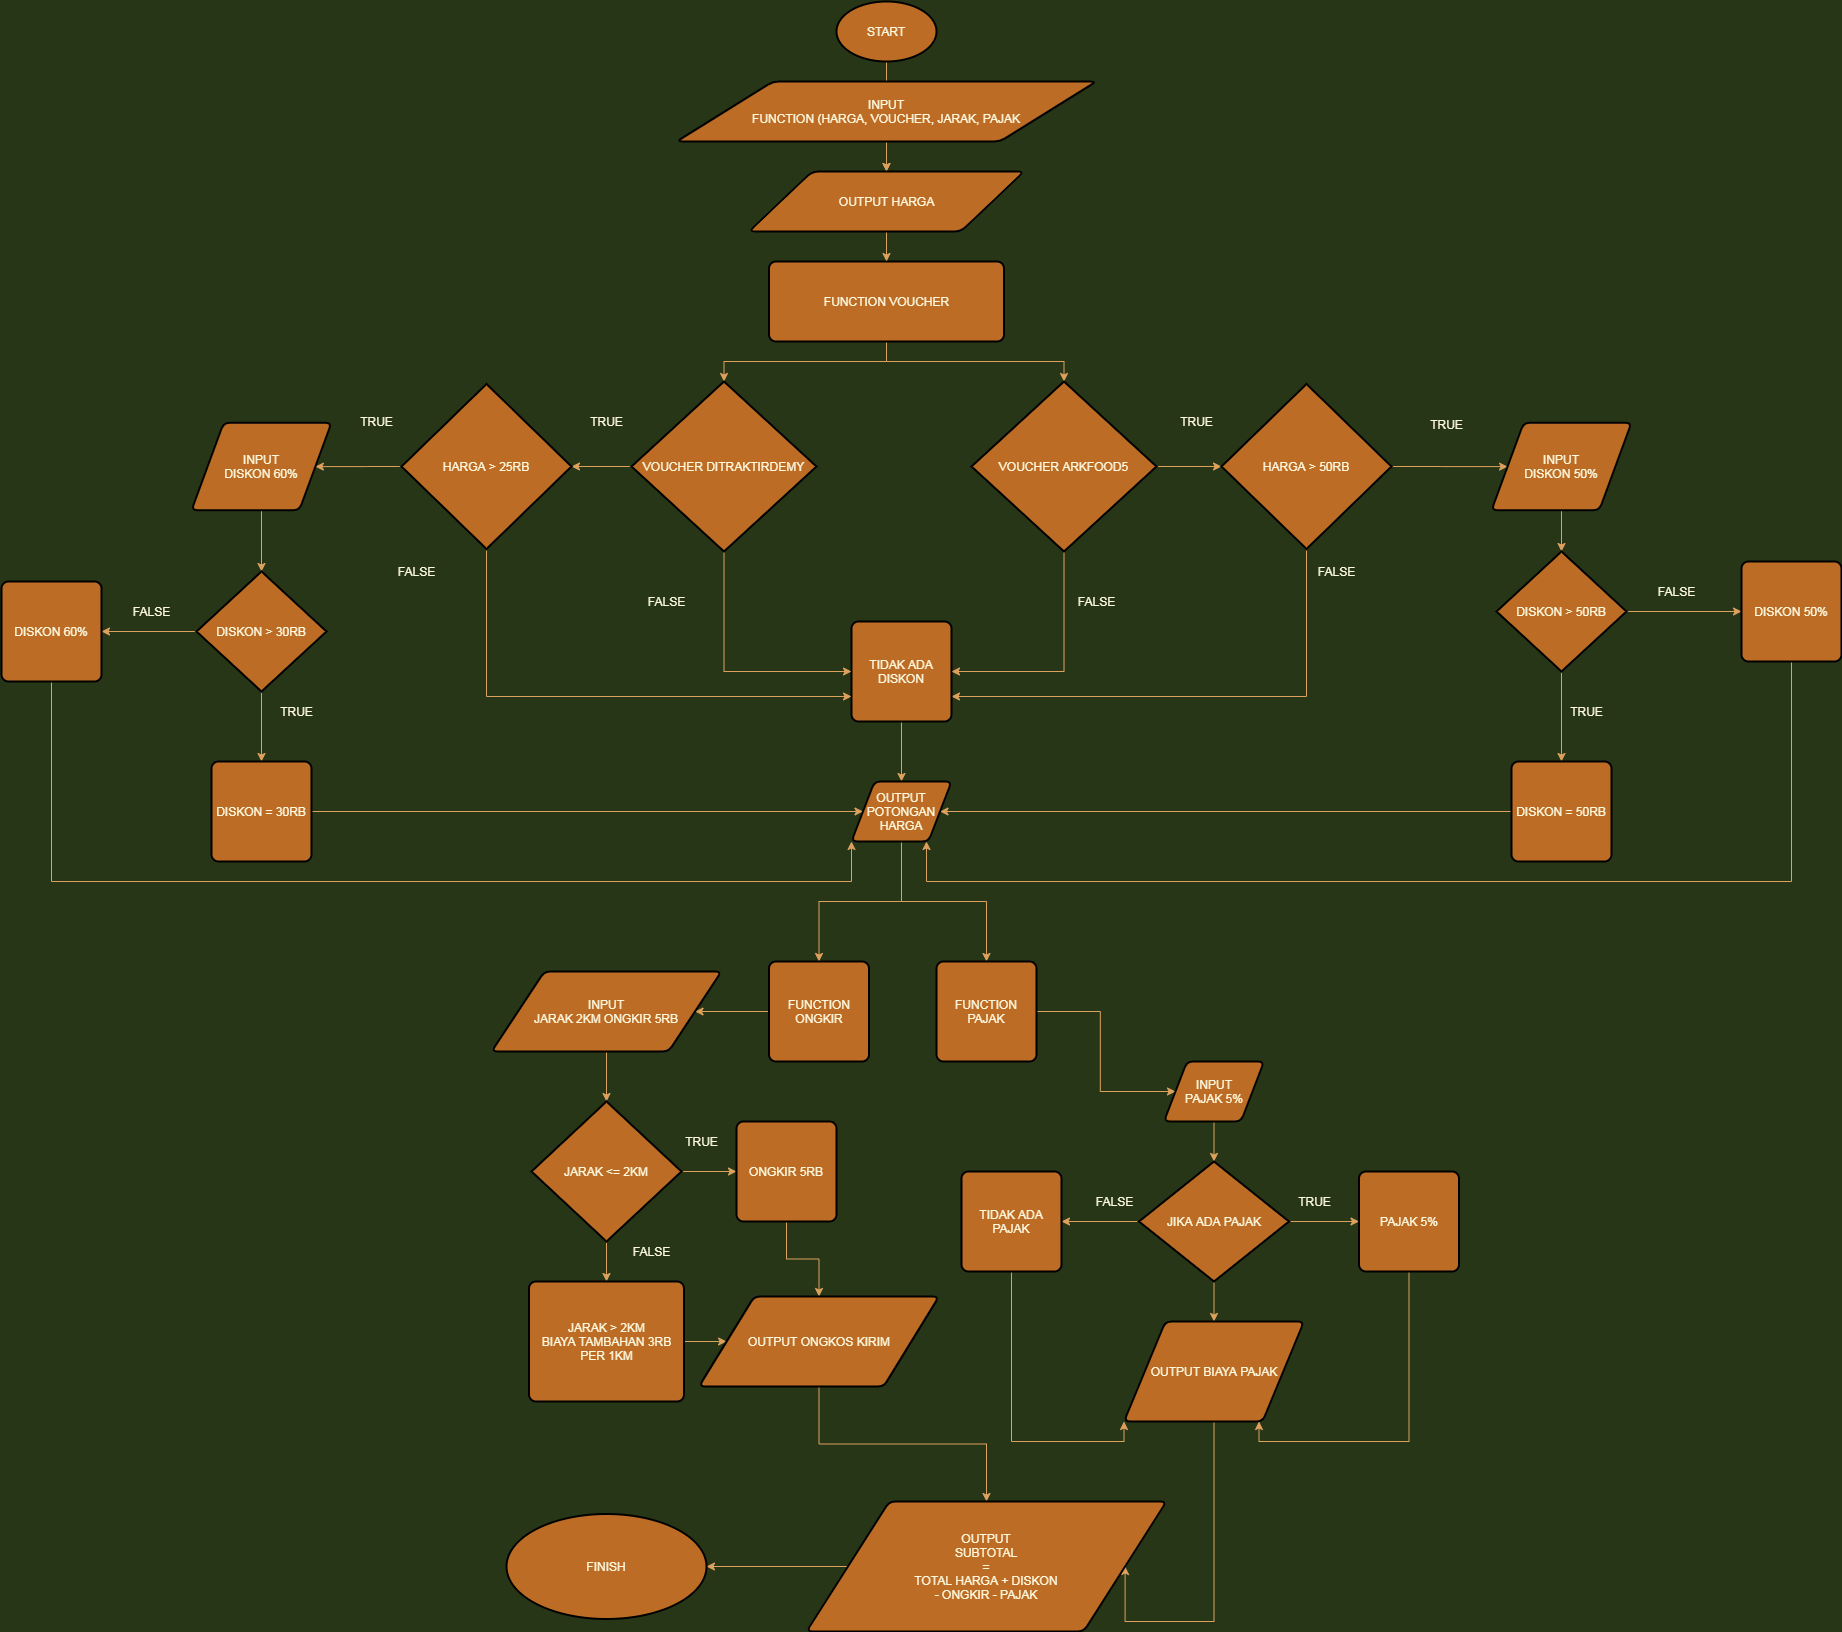 START
INPUT
FUNCTION (HARGA, VOUCHER, JARAK, PAJAK
OUTPUT HARGA
FUNCTION VOUCHER
TRUE
TRUE
TRUE
TRUE
INPUT
DISKON 60%
HARGA > 25RB
VOUCHER DITRAKTIRDEMY
VOUCHER ARKFOOD5
HARGA > 50RB
INPUT
DISKON 50%
FALSE
FALSE
FALSE
FALSE
DISKON 60%
FALSE
DISKON > 30RB
TRUE
TIDAK ADA
DISKON
DISKON > 50RB
FALSE
DISKON 50%
TRUE
DISKON = 30RB
OUTPUT
POTONGAN
HARGA
DISKON = 50RB
INPUT
JARAK 2KM ONGKIR 5RB
FUNCTION
ONGKIR
FUNCTION
PAJAK
INPUT
PAJAK 5%
JARAK <= 2KM
TRUE
ONGKIR 5RB
FALSE
TIDAK ADA
PAJAK
FALSE
JIKA ADA PAJAK
TRUE
PAJAK 5%
JARAK > 2KM
BIAYA TAMBAHAN 3RB
PER 1KM
OUTPUT ONGKOS KIRIM
OUTPUT BIAYA PAJAK
FINISH
OUTPUT
SUBTOTAL
=
TOTAL HARGA + DISKON
- ONGKIR - PAJAK